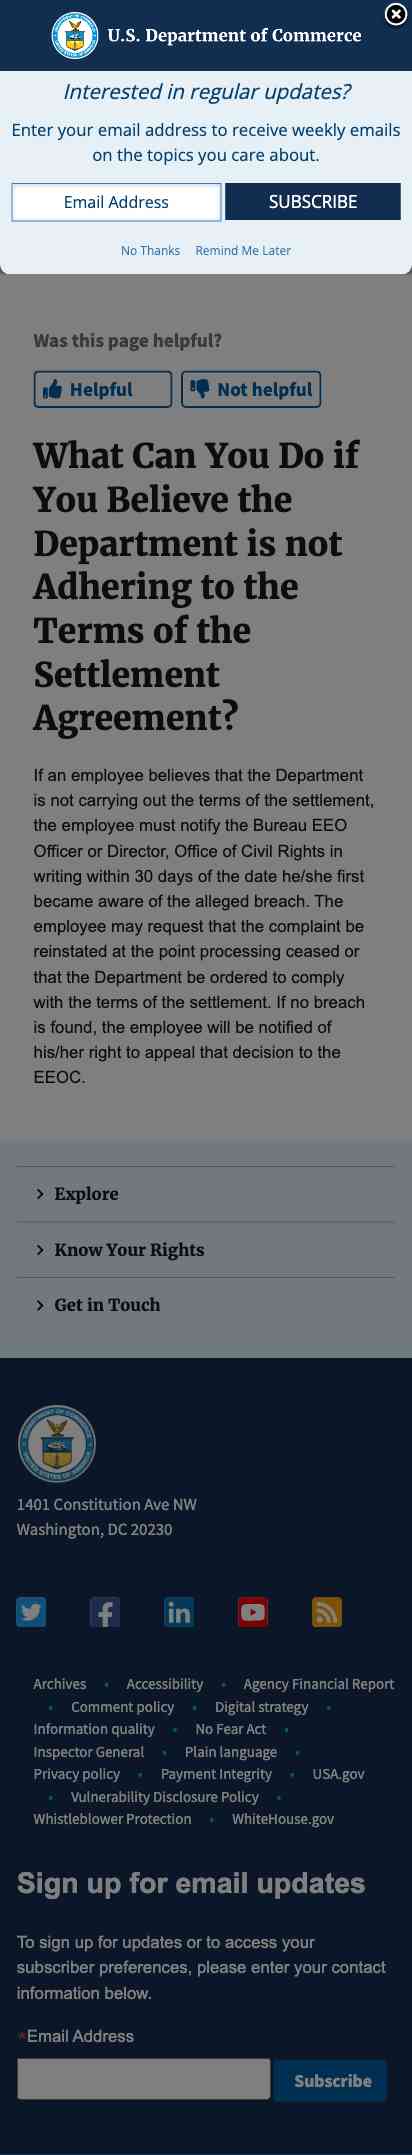 U.S. Department of Commerce
Interested in regular updates?
Enter your email address to receive weekly emails
on the topics you care about.
Email Address
SUBSCRIBE
No Thanks Remind Me Later
Was this page helpful?
Helpful
Not helpful
What Can You Do if
You Believe the
Department is not
Adhering to the
Terms of the
Settlement
Agreement?
If an employee believes that the Department
is not carrying out the terms of the settlement,
the employee must notify the Bureau EEO
Officer or Director, Office of Civil Rights in
writing within 30 days of the date he/she first
became aware of the alleged breach. The
employee may request that the complaint be
reinstated at the point processing ceased or
that the Department be ordered to comply
with the terms of the settlement. If no breach
is found, the employee will be notified of
his/her right to appeal that decision to the
EEOC.
Explore
Know Your Rights
Get in Touch
DEPARTMENT OF COMMERCE
UNITED STATES OF AMERICA
1401 Constitution Ave NW
Washington, DC 20230
Archives • Accessibility • Agency Financial Report
• Comment policy • Digital strategy •
Information quality • No Fear Act •
Inspector General • Plain language •
Privacy policy • Payment Integrity • USA.gov
• Vulnerability Disclosure Policy •
Whistleblower Protection • WhiteHouse.gov
Sign up for email updates
To sign up for updates or to access your
subscriber preferences, please enter your contact
information below.
*Email Address
Subscribe